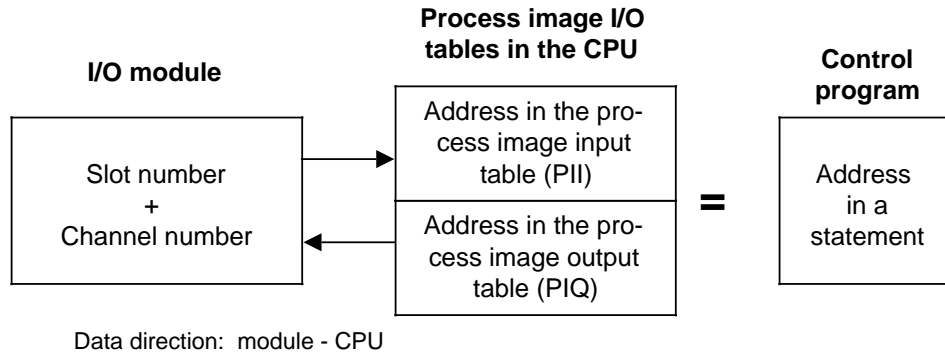 Process image I/O
tables in the CPU
I/O module
Control
program
Slot number
+
Channel number
Address in the pro-
cess image input
table (PII)
Address in the pro-
cess image output
table (PIQ)
=
Address
in a
statement
Data direction: module - CPU